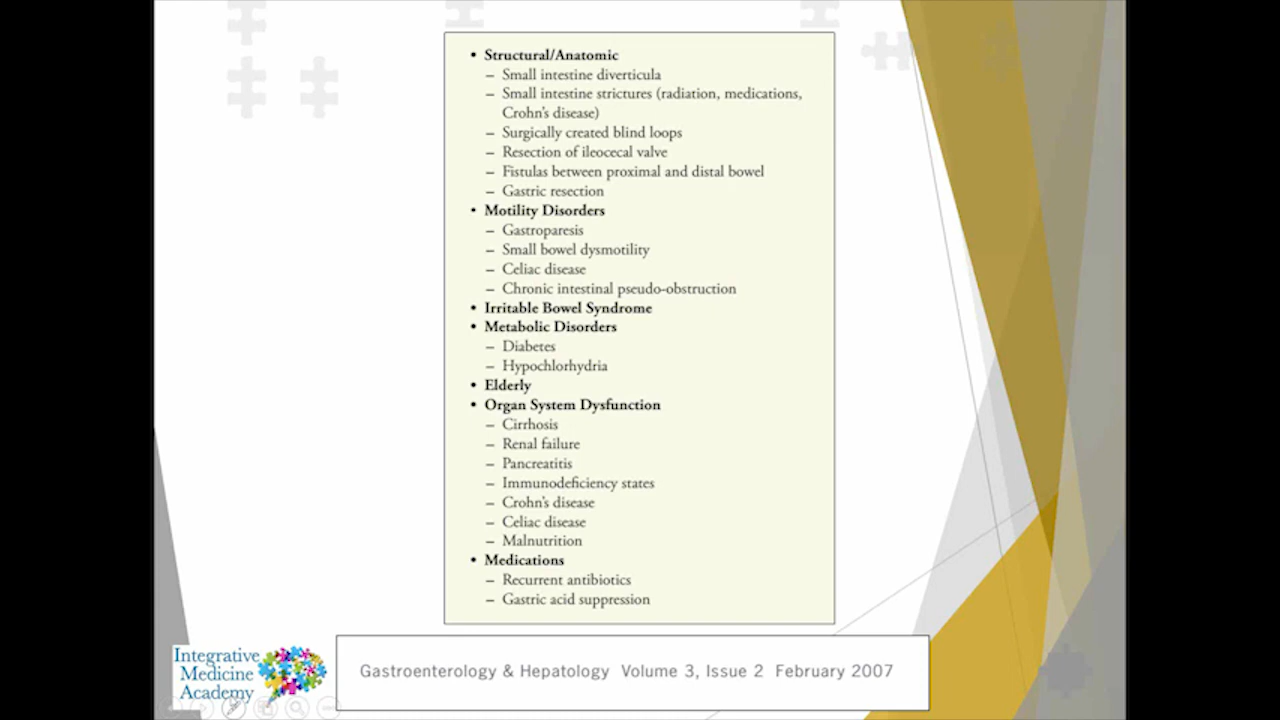 • Structural/Anatomic
– Small intestine diverticula
– Small intestine strictures (radiation, medications,
Crohn's disease)
– Surgically created blind loops
– Resection of ileocecal valve
– Fistulas between proximal and distal bowel
– Gastric resection
• Motility Disorders
– Gastroparesis
– Small bowel dysmotility
– Celiac disease
– Chronic intestinal pseudo-obstruction
• Irritable Bowel Syndrome
• Metabolic Disorders
– Diabetes
– Hypochlorhydria
• Elderly
• Organ System Dysfunction
– Cirrhosis
– Renal failure
– Pancreatitis
– Immunodeficiency states
– Crohn's disease
– Celiac disease
– Malnutrition
• Medications
– Recurrent antibiotics
– Gastric acid suppression
Integrative
Medicine
Academy
Gastroenterology & Hepatology Volume 3, Issue 2 February 2007